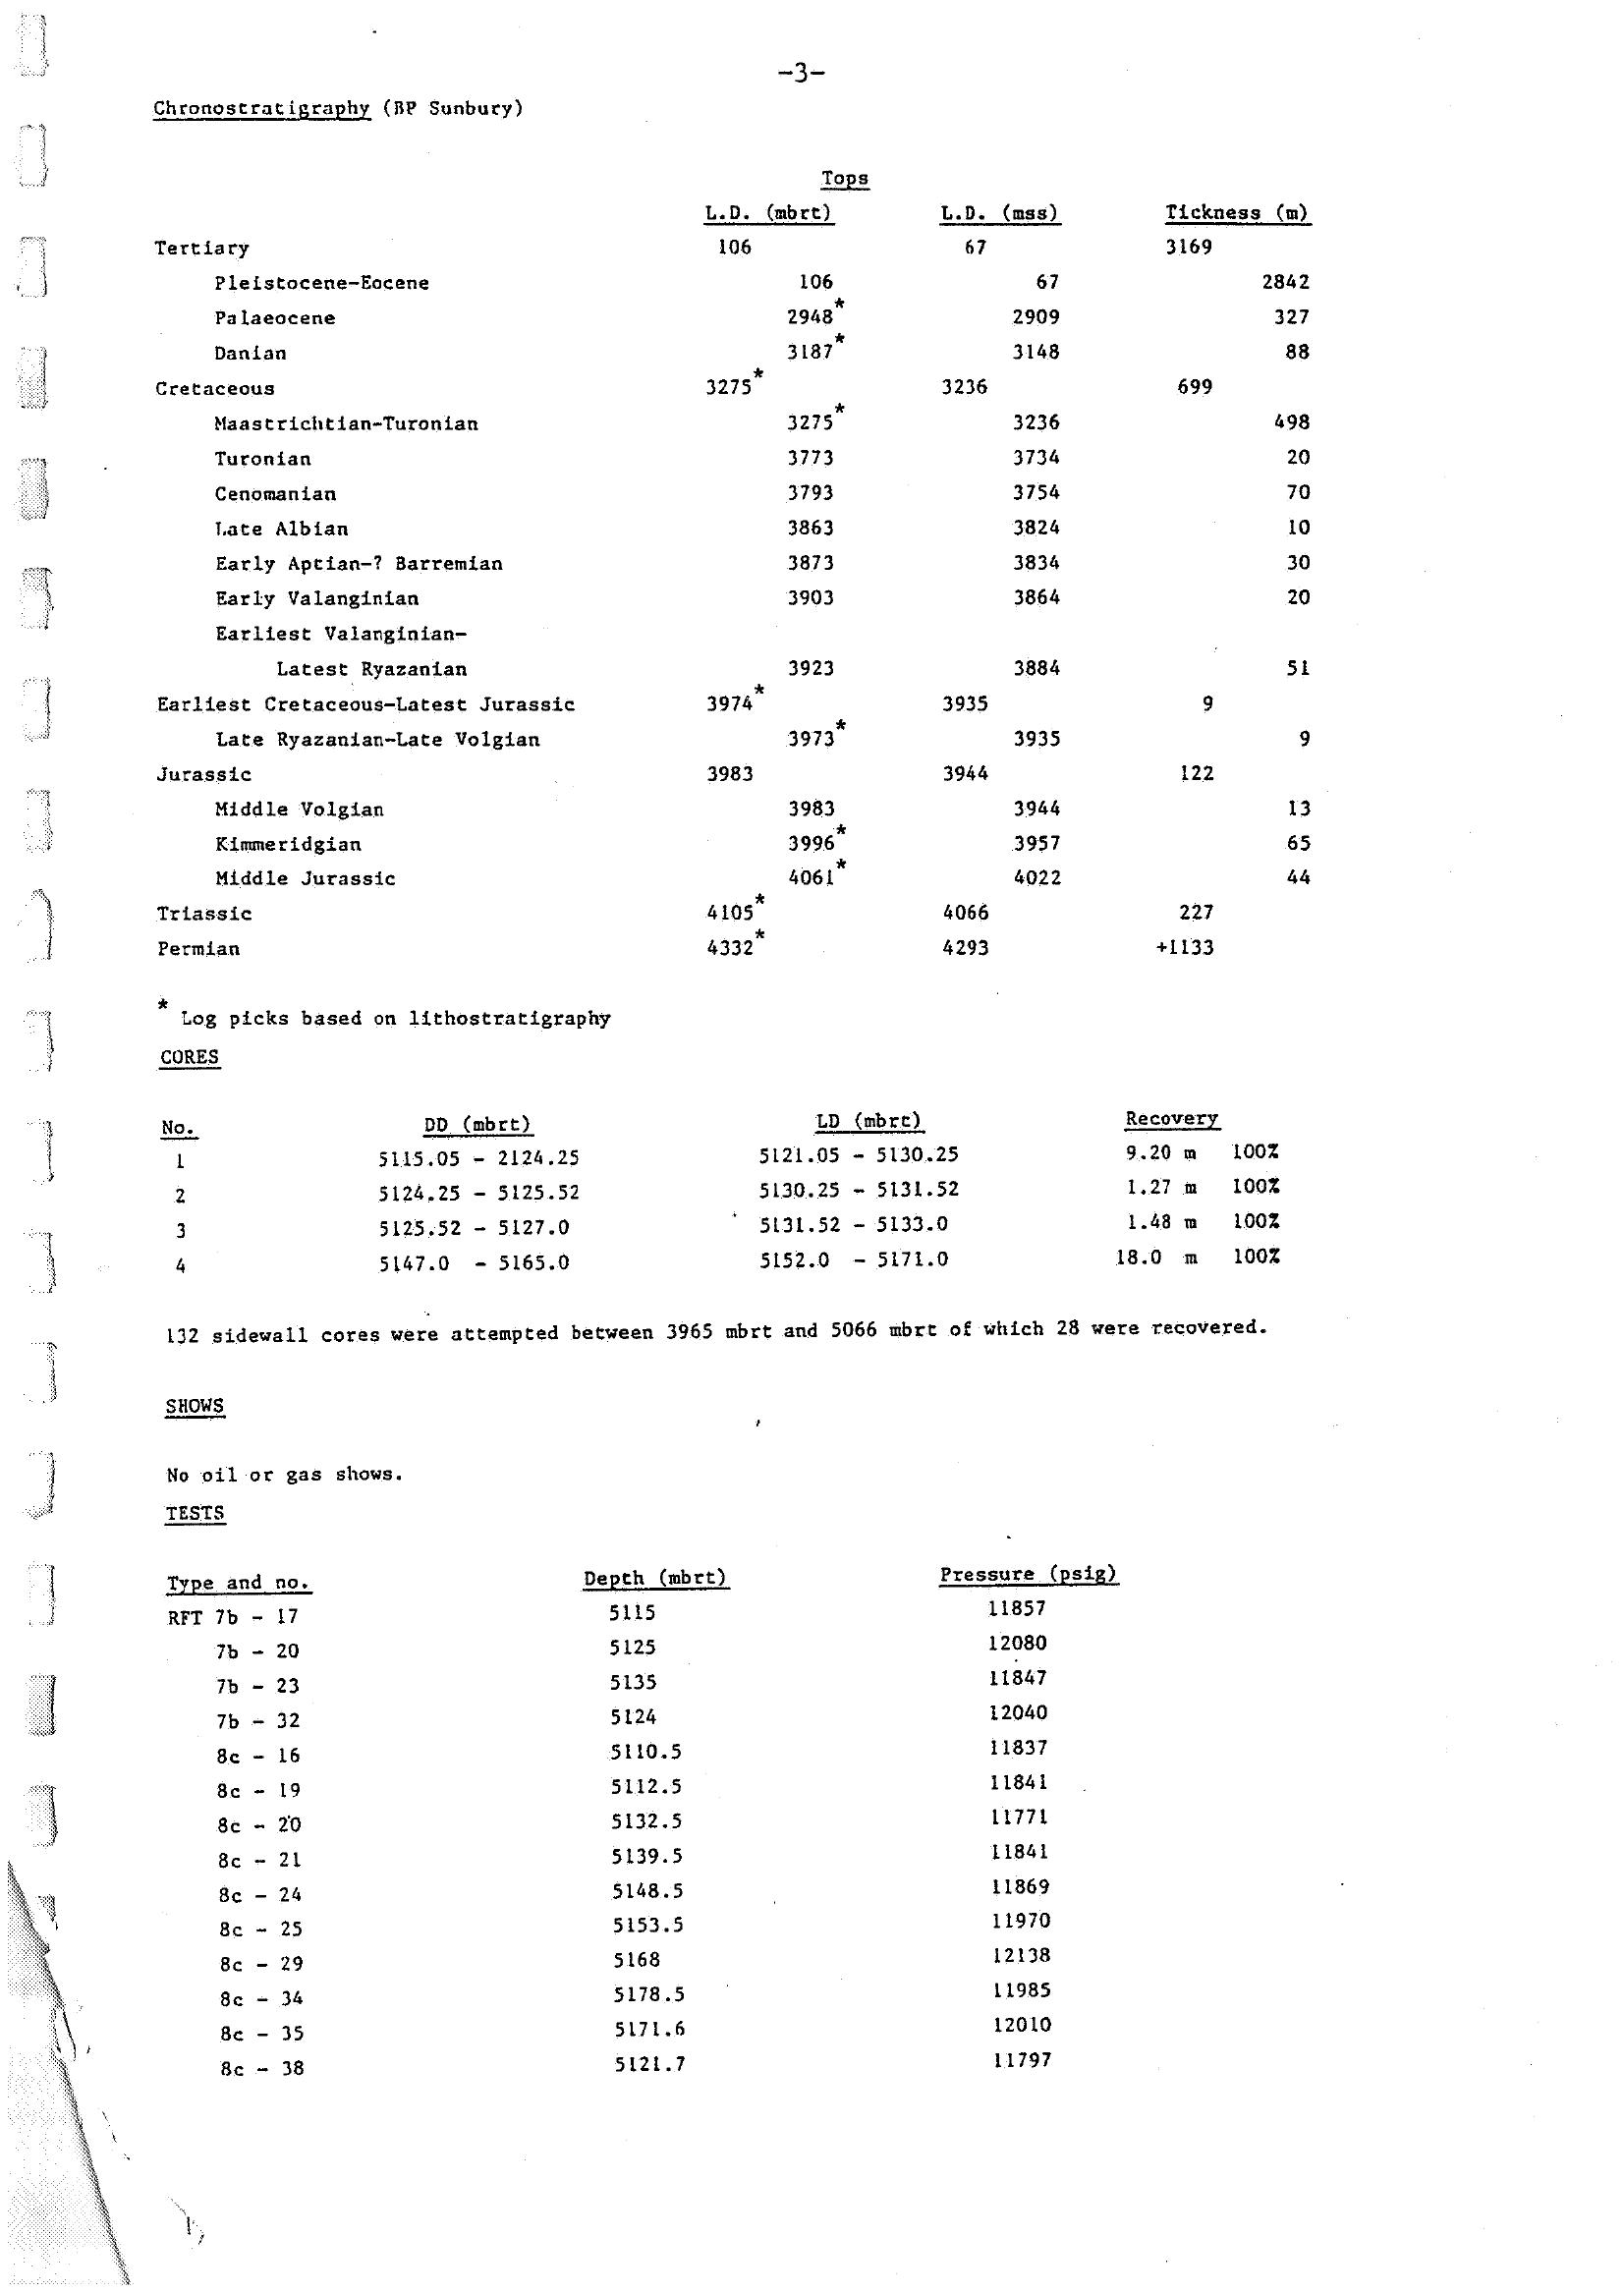 -3-
Chronostratigraphy (BP Sunbury)
Tops
L.D. (mbrt) L.D. (mss) Tickness (m)
Tertiary 106 67 3169
Pleistocene-Eocene 106 67 2842
Palaeocene 2948* 2909 327
Danian 3187* 3148 88
Cretaceous 3275* 3236 699
Maastrichtian-Turonian 3275* 3236 498
Turonian 3773 3734 20
Cenomanian 3793 3754 70
Late Albian 3863 3824 10
Early Aptian-? Barremian 3873 3834 30
Early Valanginian 3903 3864 20
Earliest Valanginian-
Latest Ryazanian 3923 3884 51
Earliest Cretaceous-Latest Jurassic 3974* 3935 9
Late Ryazanian-Late Volgian 3973* 3935 9
Jurassic 3983 3944 122
Middle Volgian 3983 3944 13
Kimmeridgian 3996* 3957 65
Middle Jurassic 4061* 4022 44
Triassic 4105* 4066 227
Permian 4332* 4293 +1133
* Log picks based on lithostratigraphy
CORES
No. DD (mbrt) LD (mbrt) Recovery
1 5115.05 - 2124.25 5121.05 - 5130.25 9.20 m 100%
2 5124.25 - 5125.52 5130.25 - 5131.52 1.27 m 100%
3 5125.52 - 5127.0 5131.52 - 5133.0 1.48 m 100%
4 5147.0 - 5165.0 5152.0 - 5171.0 18.0 m 100%
132 sidewall cores were attempted between 3965 mbrt and 5066 mbrt of which 28 were recovered.
SHOWS
No oil or gas shows.
TESTS
Type and no. Depth (mbrt) Pressure (psig)
RFT 7b - 17 5115 11857
7b - 20 5125 12080
7b - 23 5135 11847
7b - 32 5124 12040
8c - 16 5110.5 11837
8c - 19 5112.5 11841
8c - 20 5132.5 11771
8c - 21 5139.5 11841
8c - 24 5148.5 11869
8c - 25 5153.5 11970
8c - 29 5168 12138
8c - 34 5178.5 11985
8c - 35 5171.6 12010
8c - 38 5121.7 11797